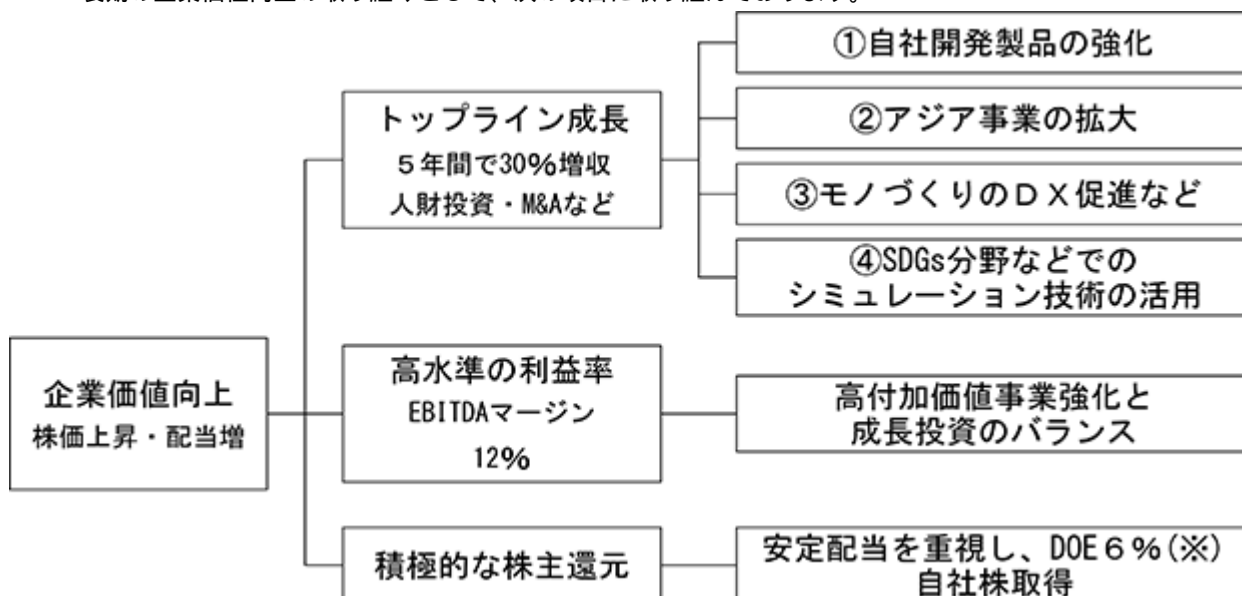 企業価値向上
株価上昇・配当増
トップライン成長
５年間で30％増収
人財投資・M&Aなど
①自社開発製品の強化
②アジア事業の拡大
③モノづくりのＤＸ促進など
④SDGs分野などでの
シミュレーション技術の活用
高水準の利益率
EBITDAマージン
12％
高付加価値事業強化と
成長投資のバランス
積極的な株主還元
安定配当を重視し、DOE６％(※)
自社株取得